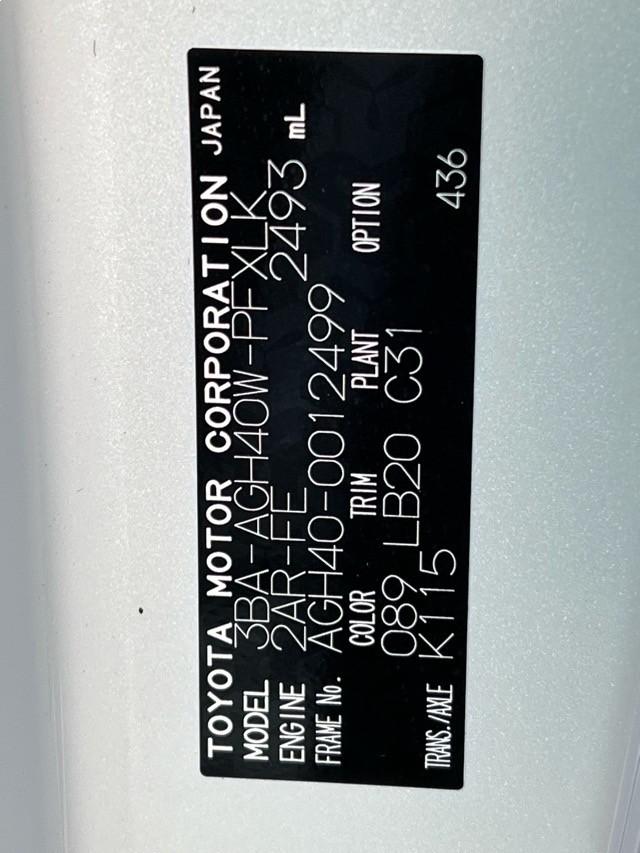 TOYOTA MOTOR CORPORATION JAPAN
MODEL 3BA-AGH40W-PFXLK
ENGINE 2AR-FE 2493 mL
FRAME No. AGH40-0012499
COLOR TRIM PLANT OPTION
089 LB20 C31
TRANS./AXLE K115 436